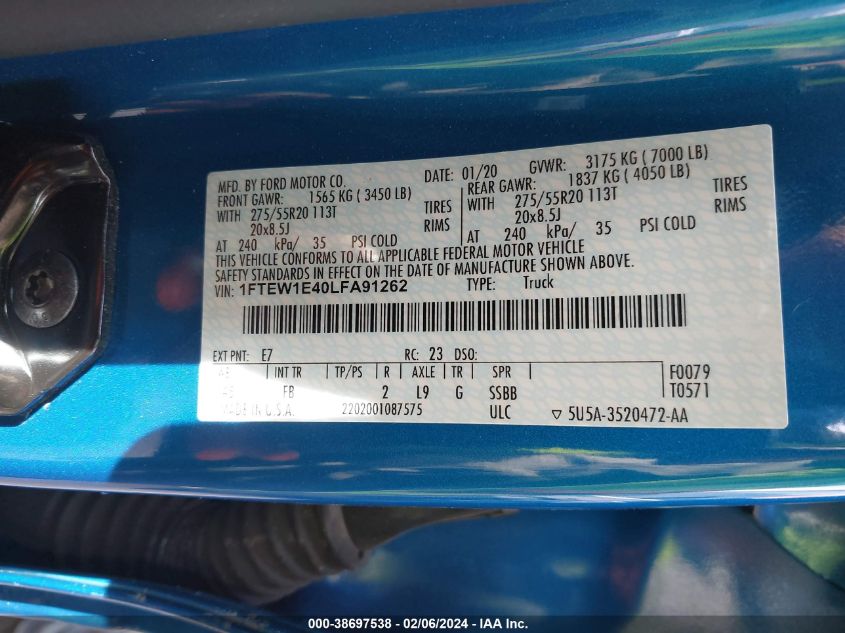 MFD. BY FORD MOTOR CO. DATE: 01/20 GVWR: 3175 KG ( 7000 LB)
FRONT GAWR: 1565 KG ( 3450 LB) REAR GAWR: 1837 KG ( 4050 LB)
WITH 275/55R20 113T TIRES WITH 275/55R20 113T TIRES
20x8.5J RIMS 20x8.5J RIMS
AT 240 kPa/ 35 PSI COLD AT 240 kPa/ 35 PSI COLD
THIS VEHICLE CONFORMS TO ALL APPLICABLE FEDERAL MOTOR VEHICLE
SAFETY STANDARDS IN EFFECT ON THE DATE OF MANUFACTURE SHOWN ABOVE.
VIN: 1FTEW1E40LFA91262 TYPE: Truck
EXT PNT: E7 RC: 23 DSO:
INT TR TP/PS R AXLE TR SPR F0079
FB 2 L9 G SSBB T0571
MADE IN U.S.A. 2202001087575 ULC ▽ 5U5A-3520472-AA
000-38697538 - 02/06/2024 - IAA Inc.